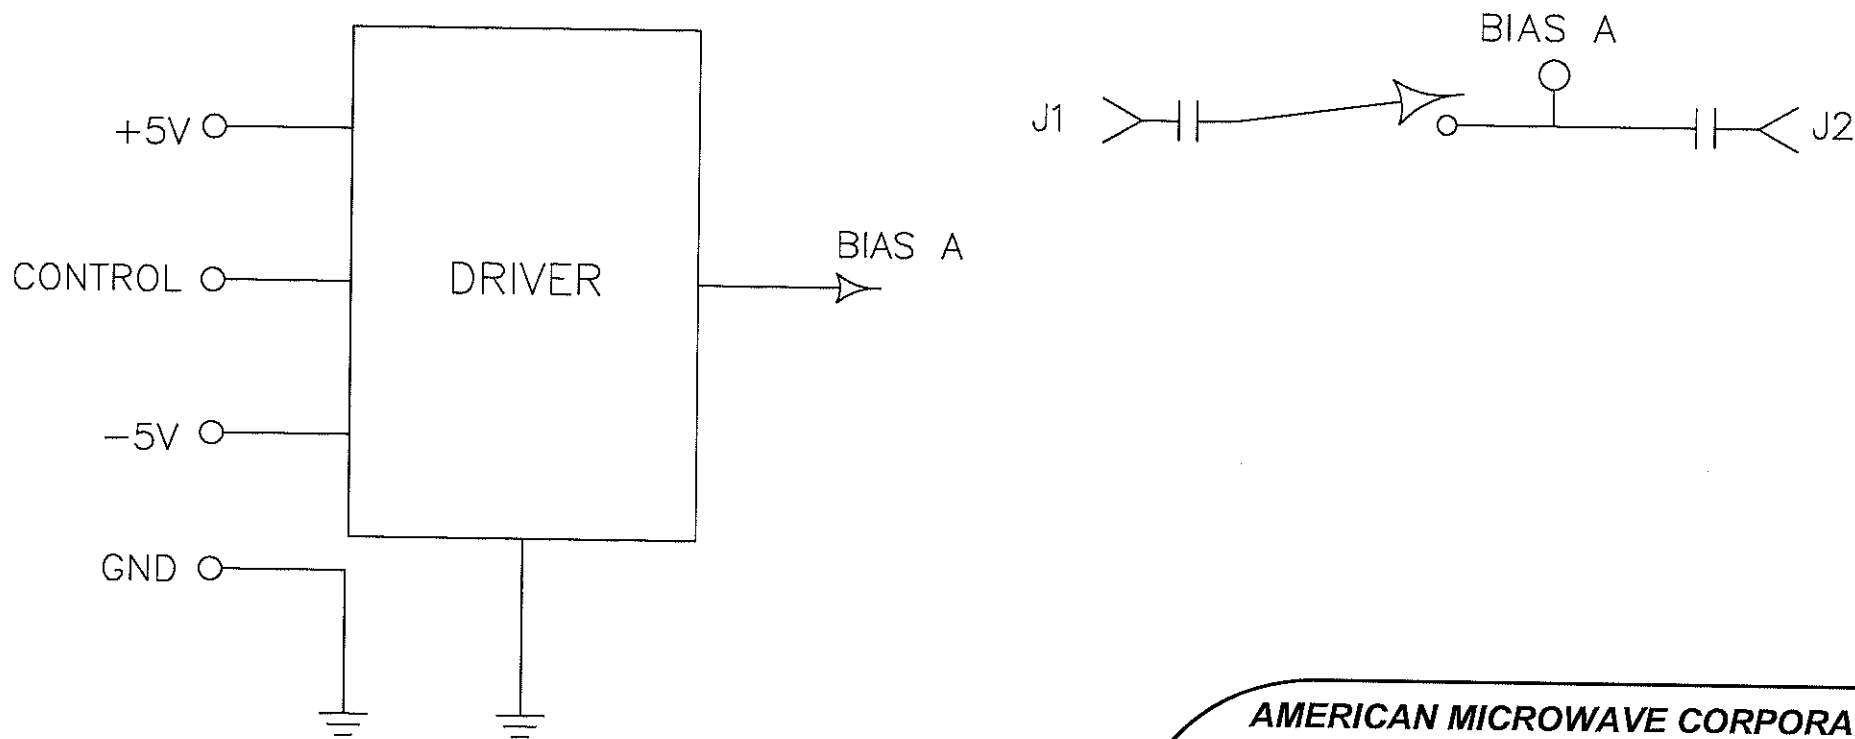 BIAS A
J1
J2
+5V
BIAS A
CONTROL
DRIVER
-5V
GND
AMERICAN MICROWAVE CORPORA